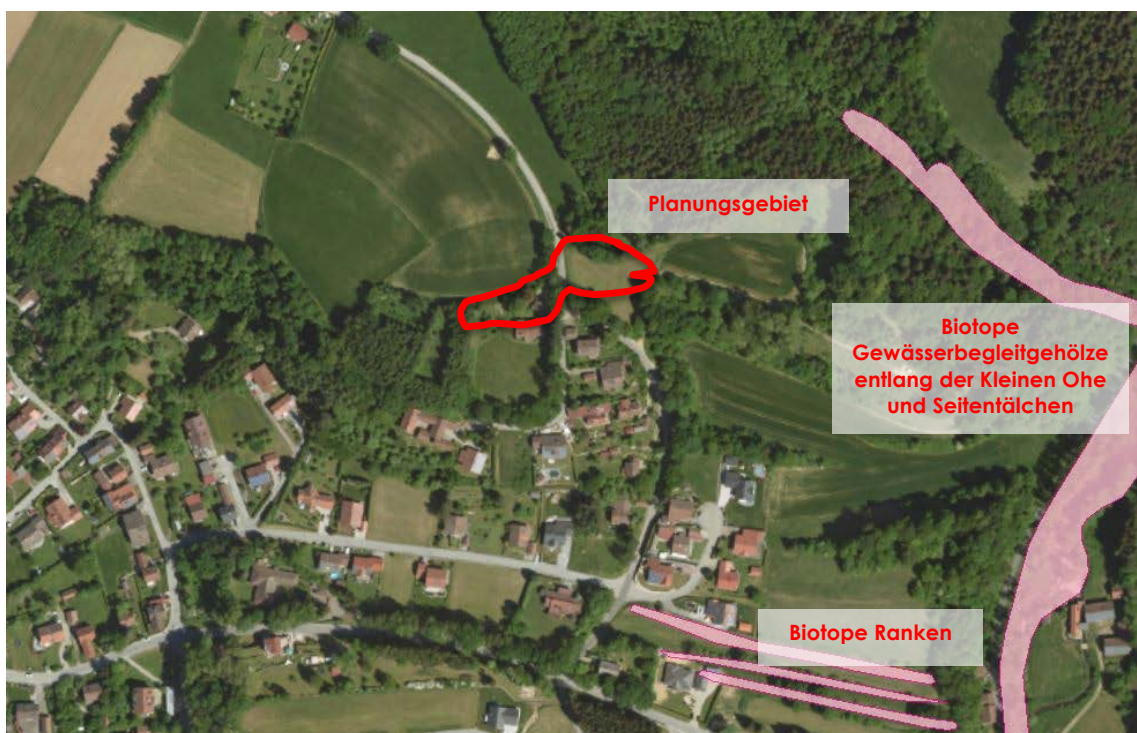 Planungsgebiet
Biotope
Gewässerbegleitgehölze
entlang der Kleinen Ohe
und Seitentälchen
Biotope Ranken